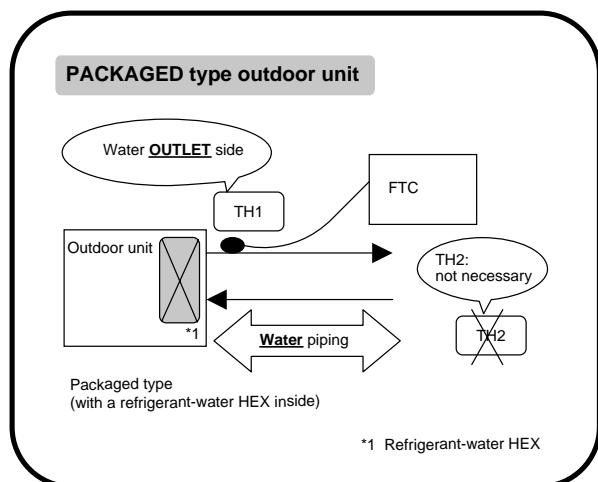 PACKAGED type outdoor unit
Water OUTLET side
TH1
FTC
Outdoor unit
TH2:
not necessary
*1
TH2
Water piping
Packaged type
(with a refrigerant-water HEX inside)
*1 Refrigerant-water HEX